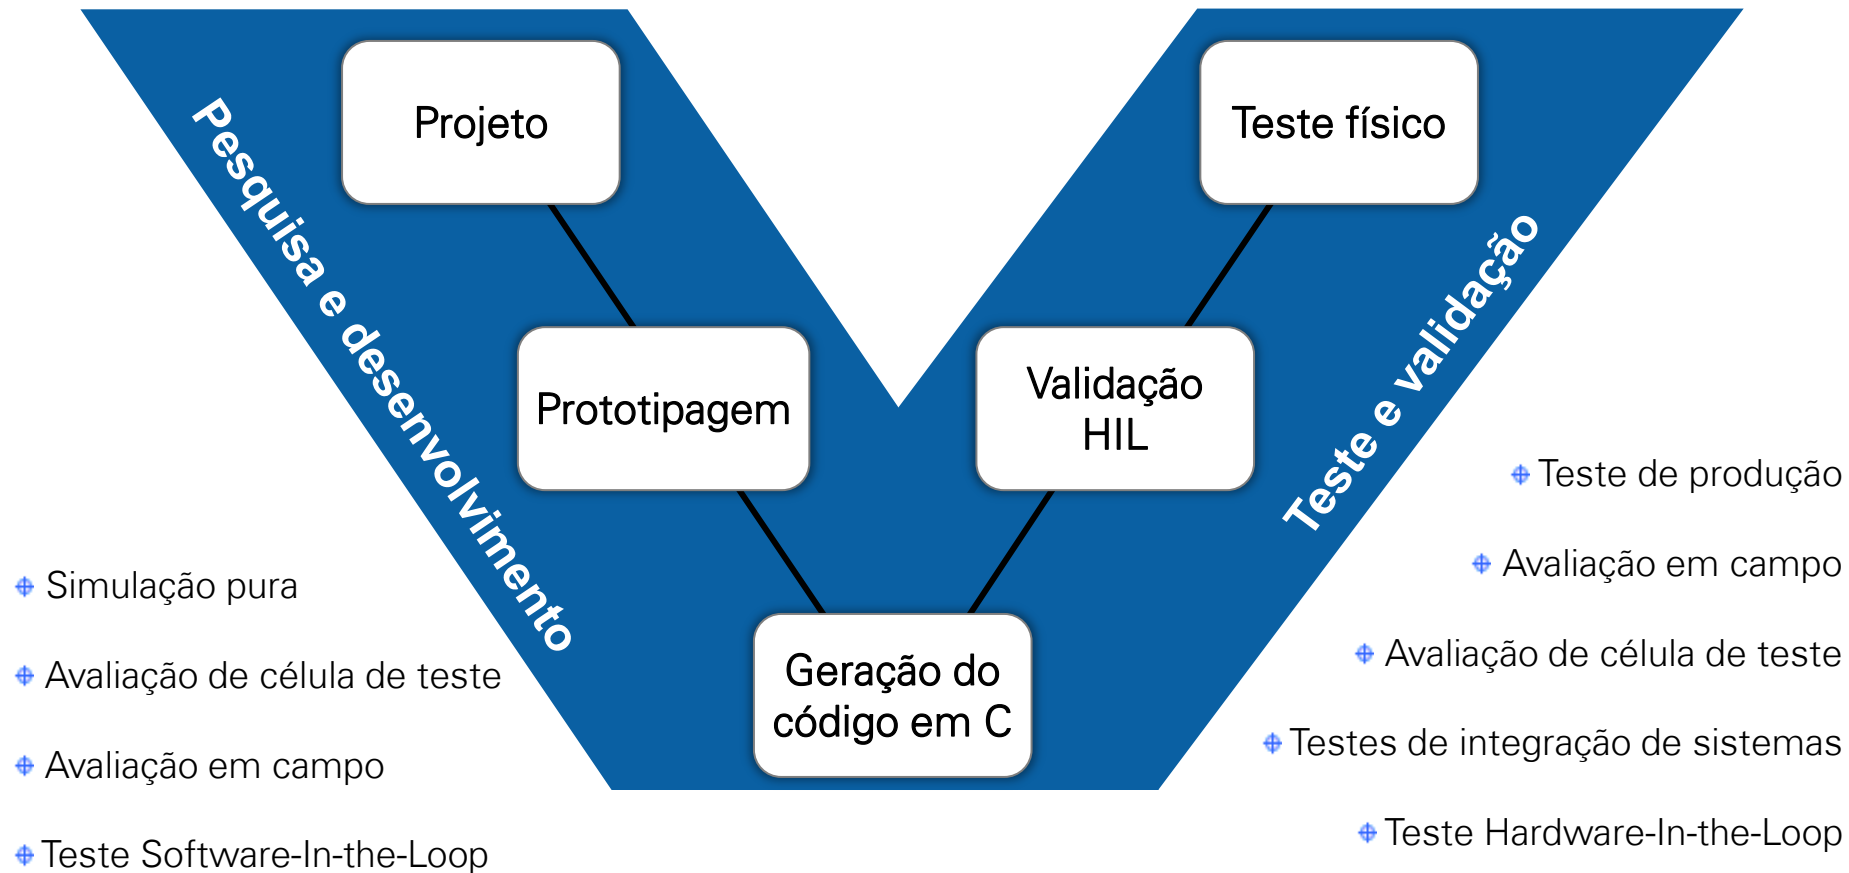 Projeto
Teste físico
Pesquisa e desenvolvimento
Teste e validação
Prototipagem
Validação
HIL
Geração do
código em C
Simulação pura
Avaliação de célula de teste
Avaliação em campo
Teste Software-In-the-Loop
Teste de produção
Avaliação em campo
Avaliação de célula de teste
Testes de integração de sistemas
Teste Hardware-In-the-Loop